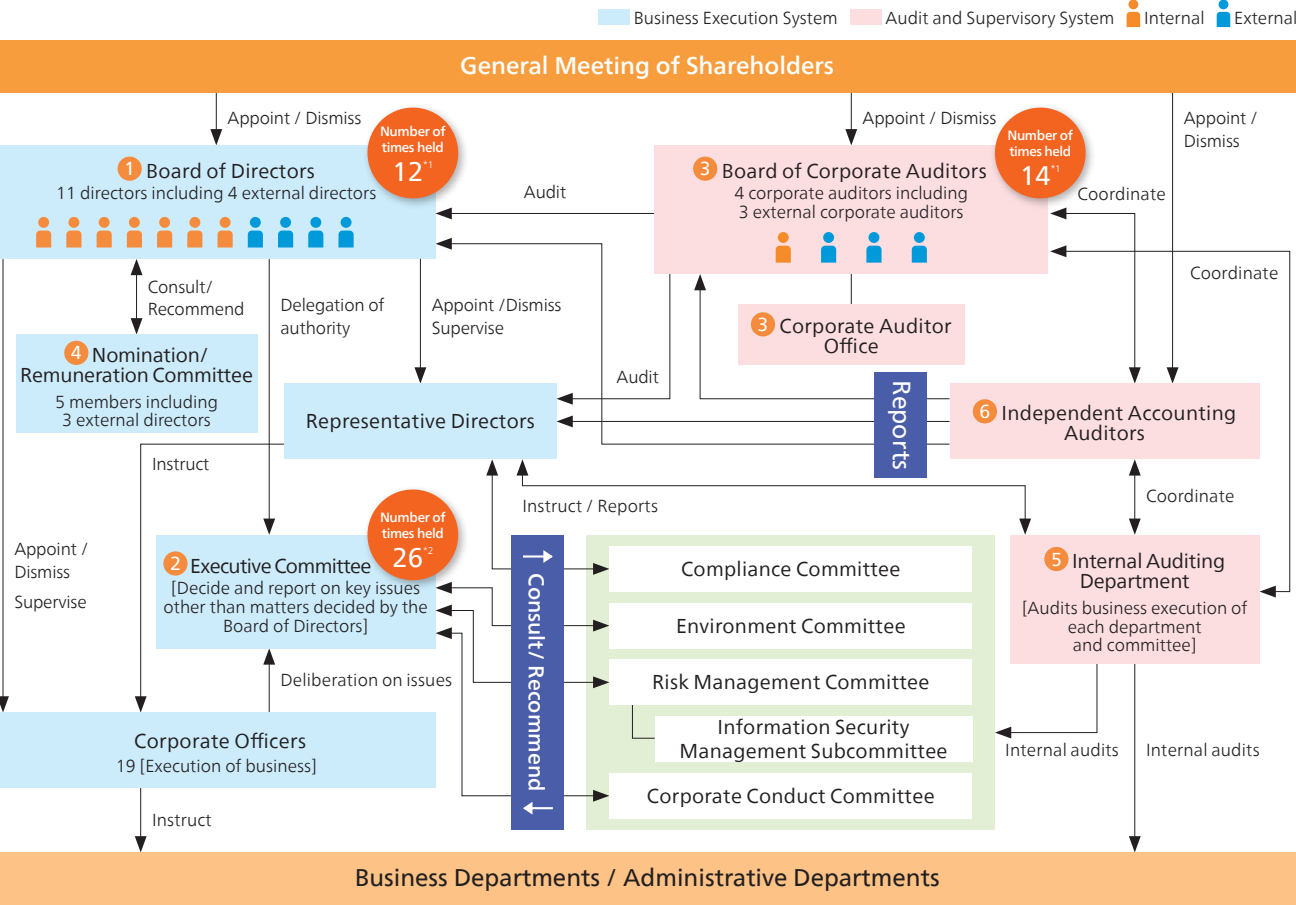 Business Execution System Audit and Supervisory System Internal External
General Meeting of Shareholders
Appoint / Dismiss
Number of
times held
12*1
1 Board of Directors
11 directors including 4 external directors
Appoint / Dismiss
Number of
times held
14*1
3 Board of Corporate Auditors
4 corporate auditors including
3 external corporate auditors
Appoint /
Dismiss
Audit
Coordinate
Coordinate
Consult/
Recommend
Delegation of
authority
Appoint /Dismiss
Supervise
3 Corporate Auditor
Office
4 Nomination/
Remuneration Committee
5 members including
3 external directors
Audit
Representative Directors
Reports
6 Independent Accounting
Auditors
Instruct
Instruct / Reports
Coordinate
Appoint /
Dismiss
Supervise
Number of
times held
26*2
2 Executive Committee
[Decide and report on key issues
other than matters decided by the
Board of Directors]
Consult/ Recommend
Compliance Committee
Environment Committee
Risk Management Committee
Information Security
Management Subcommittee
Corporate Conduct Committee
5 Internal Auditing
Department
[Audits business execution of
each department
and committee]
Deliberation on issues
Internal audits
Internal audits
Corporate Officers
19 [Execution of business]
Instruct
Business Departments / Administrative Departments